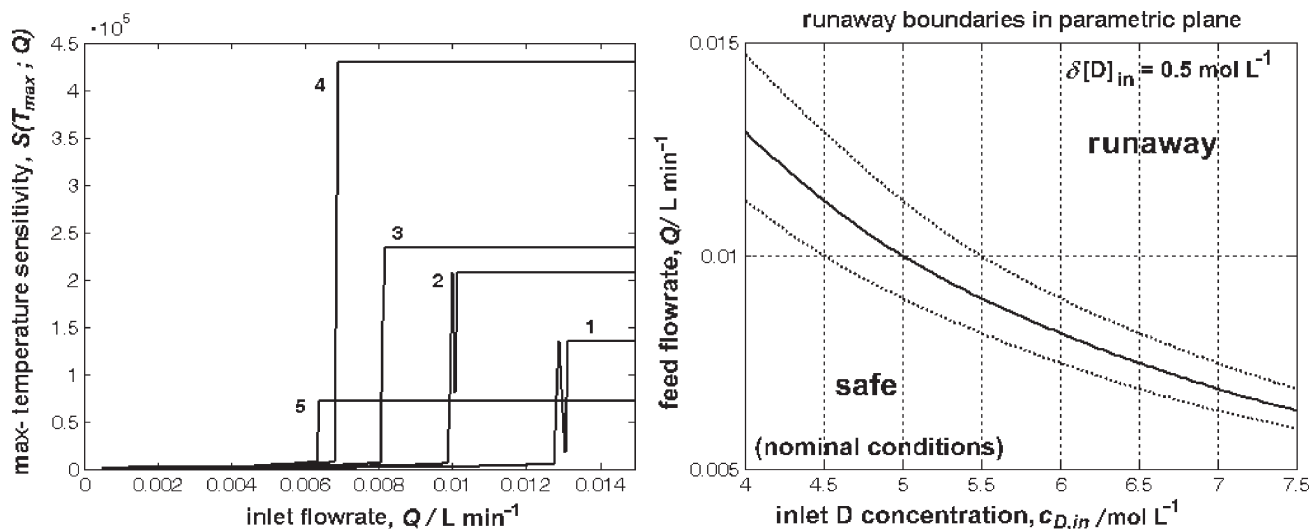 ·10⁵
4.5
4
3.5
3
2.5
2
1.5
1
0.5
0
max- temperature sensitivity, S(T_max ; Q)
4
3
2
1
5
0 0.002 0.004 0.006 0.008 0.01 0.012 0.014
inlet flowrate, Q / L min⁻¹
runaway boundaries in parametric plane
0.015
0.01
0.005
feed flowrate, Q/ L min⁻¹
δ[D]in = 0.5 mol L⁻¹
runaway
safe
(nominal conditions)
4 4.5 5 5.5 6 6.5 7 7.5
inlet D concentration, c_D,in /mol L⁻¹